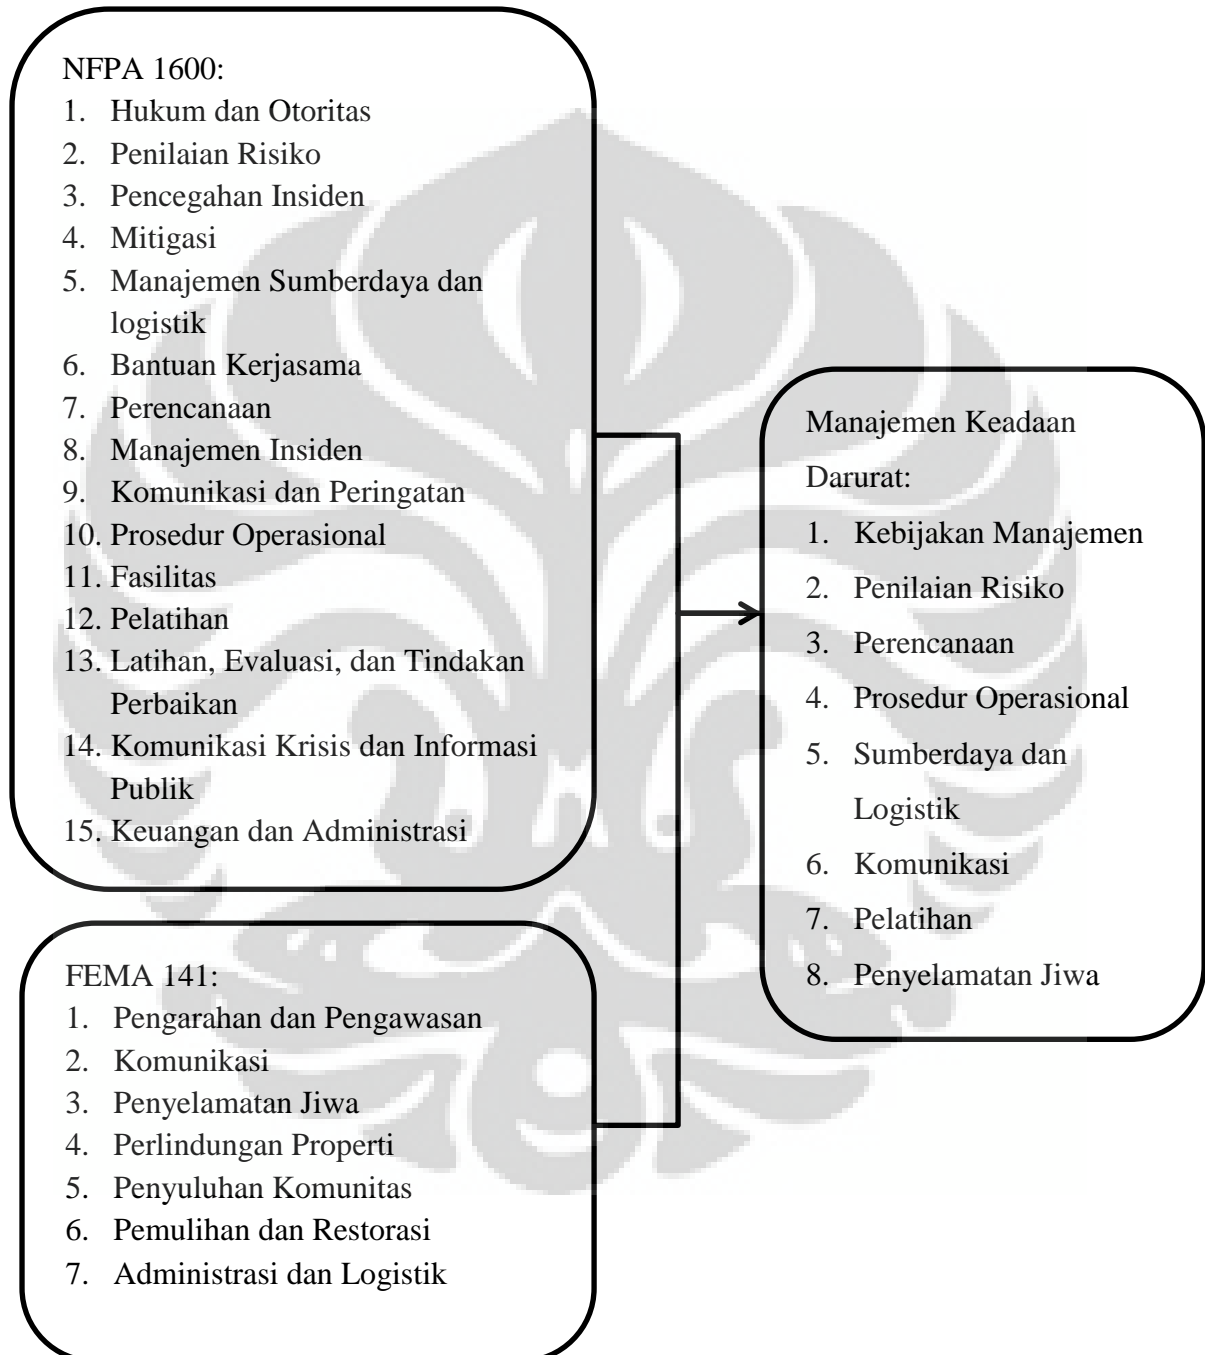 NFPA 1600:
1. Hukum dan Otoritas
2. Penilaian Risiko
3. Pencegahan Insiden
4. Mitigasi
5. Manajemen Sumberdaya dan
logistik
6. Bantuan Kerjasama
7. Perencanaan
8. Manajemen Insiden
9. Komunikasi dan Peringatan
10. Prosedur Operasional
11. Fasilitas
12. Pelatihan
13. Latihan, Evaluasi, dan Tindakan
Perbaikan
14. Komunikasi Krisis dan Informasi
Publik
15. Keuangan dan Administrasi
FEMA 141:
1. Pengarahan dan Pengawasan
2. Komunikasi
3. Penyelamatan Jiwa
4. Perlindungan Properti
5. Penyuluhan Komunitas
6. Pemulihan dan Restorasi
7. Administrasi dan Logistik
Manajemen Keadaan
Darurat:
1. Kebijakan Manajemen
2. Penilaian Risiko
3. Perencanaan
4. Prosedur Operasional
5. Sumberdaya dan
Logistik
6. Komunikasi
7. Pelatihan
8. Penyelamatan Jiwa